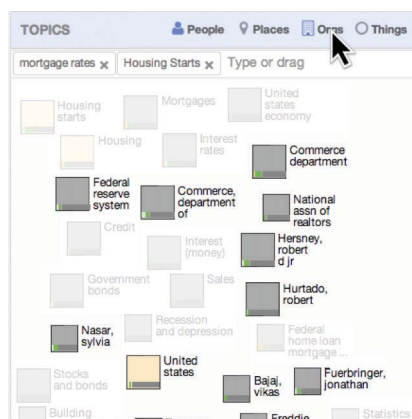 TOPICS People Places Orgs Things
mortgage rates x Housing Starts x Type or drag
Housing
starts
Mortgages
United
states
economy
Housing
Interest
rates
Commerce
department
Federal
reserve
system
Commerce,
department
of
National
assn of
realtors
Credit
Interest
(money)
Hersney,
robert
d jr
Government
bonds
Sales
Hurtado,
robert
Nasar,
sylvia
Recession
and depression
Federal
home loan
mortgage ...
United
states
Stocks
and bonds
Bajaj,
vikas
Fuerbringer,
jonathan
Building
Freddie
Statistics